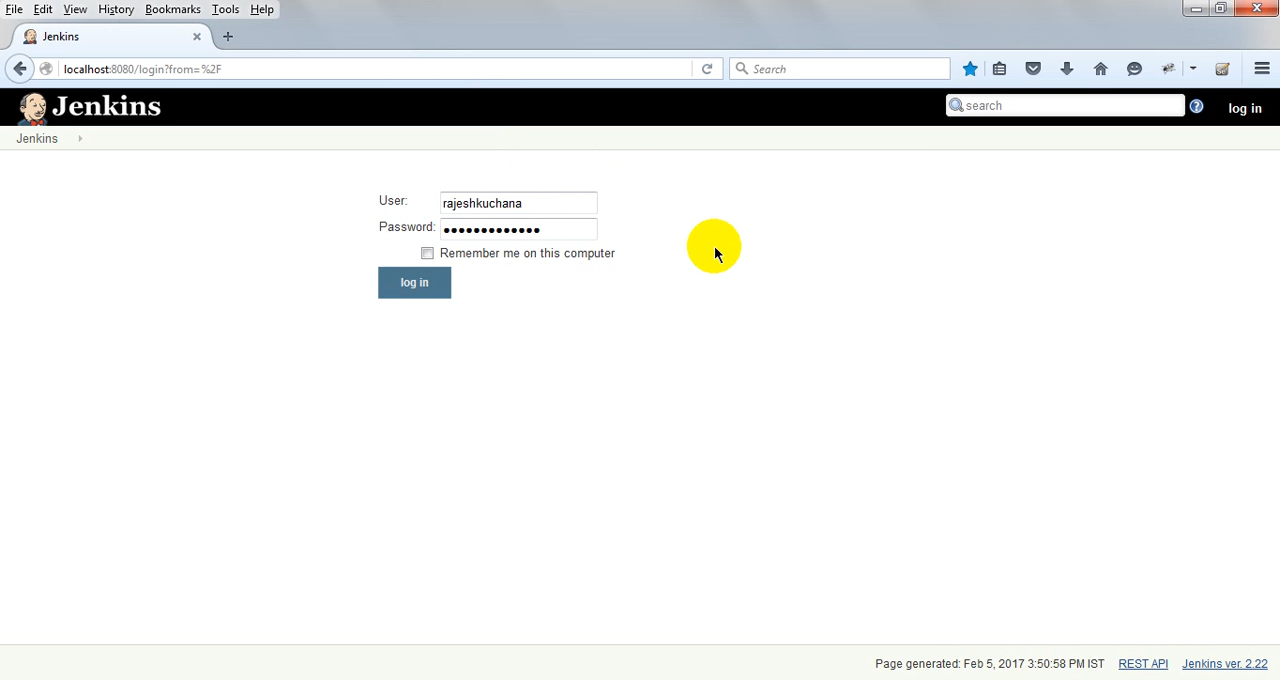 File Edit View History Bookmarks Tools Help
Jenkins
localhost:8080/login?from=%2F
Search
Jenkins
search
log in
Jenkins
User:
rajeshkuchana
Password:
●●●●●●●●●●●●●
Remember me on this computer
log in
Page generated: Feb 5, 2017 3:50:58 PM IST REST API Jenkins ver. 2.22